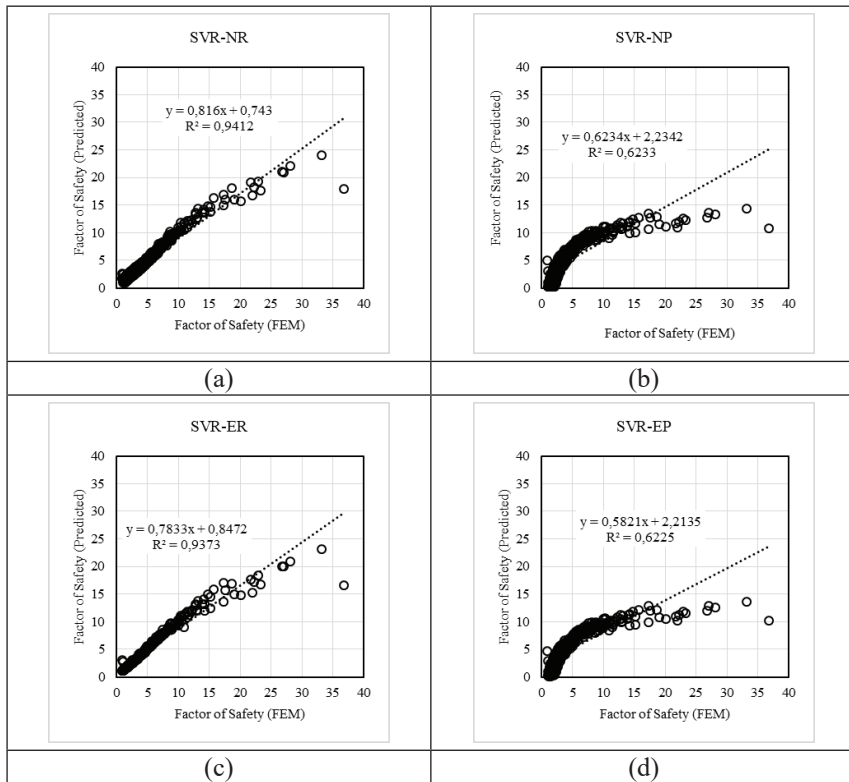 SVR-NR
40
35
30
25
20
15
10
5
0
Factor of Safety (Predicted)
y = 0,816x + 0,743
R² = 0,9412
0 5 10 15 20 25 30 35 40
Factor of Safety (FEM)
(a)
SVR-NP
40
35
30
25
20
15
10
5
0
Factor of Safety (Predicted)
y = 0,6234x + 2,2342
R² = 0,6233
0 5 10 15 20 25 30 35 40
Factor of Safety (FEM)
(b)
SVR-ER
40
35
30
25
20
15
10
5
0
Factor of Safety (Predicted)
y = 0,7833x + 0,8472
R² = 0,9373
0 5 10 15 20 25 30 35 40
Factor of Safety (FEM)
(c)
SVR-EP
40
35
30
25
20
15
10
5
0
Factor of Safety (Predicted)
y = 0,5821x + 2,2135
R² = 0,6225
0 5 10 15 20 25 30 35 40
Factor of Safety (FEM)
(d)